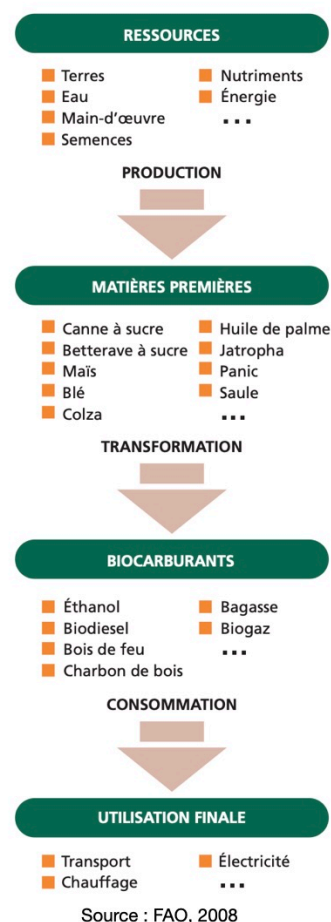 RESSOURCES
Terres
Eau
Main-d'œuvre
Semences
Nutriments
Énergie
...
PRODUCTION
MATIÈRES PREMIÈRES
Canne à sucre
Betterave à sucre
Maïs
Blé
Colza
Huile de palme
Jatropha
Panic
Saule
...
TRANSFORMATION
BIOCARBURANTS
Éthanol
Biodiesel
Bois de feu
Charbon de bois
Bagasse
Biogaz
...
CONSOMMATION
UTILISATION FINALE
Transport
Chauffage
Électricité
...
Source : FAO, 2008